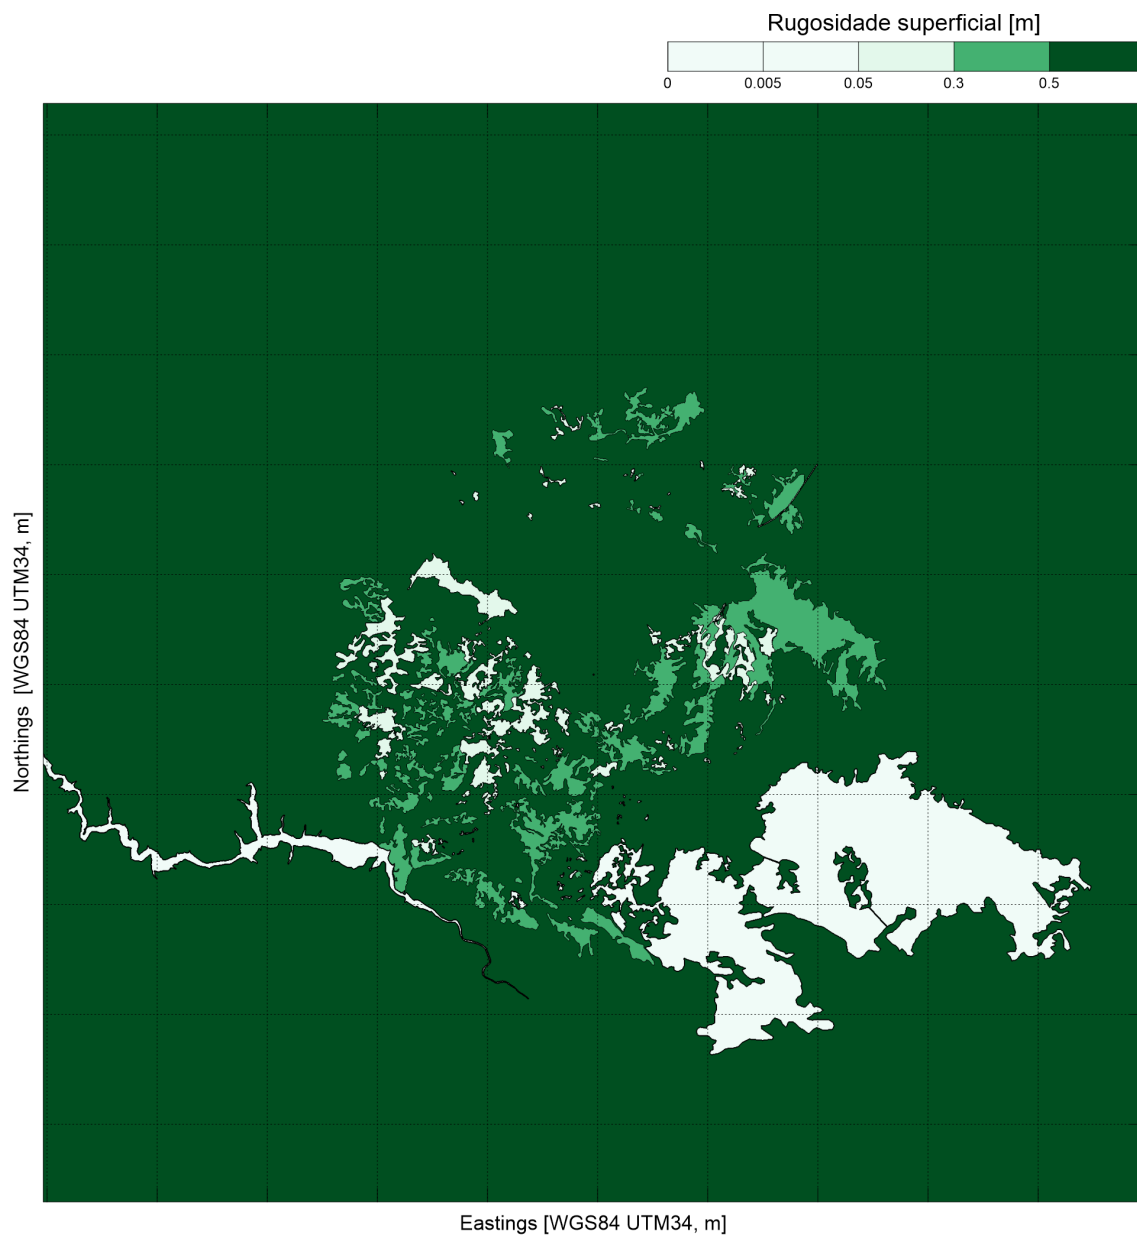 Rugosidade superficial [m]
0 0.005 0.05 0.3 0.5
Northings [WGS84 UTM34, m]
Eastings [WGS84 UTM34, m]